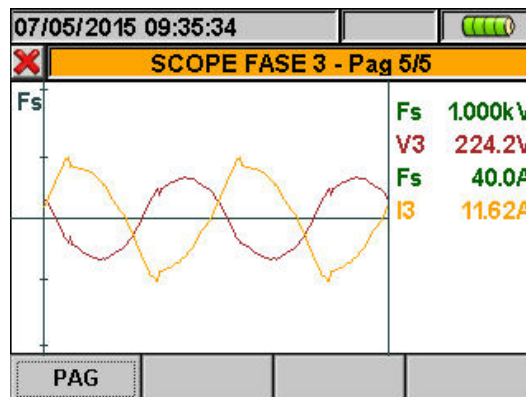 07/05/2015 09:35:34
SCOPE FASE 3 - Pag 5/5
Fs
Fs 1.000kV
V3 224.2V
Fs 40.0A
I3 11.62A
PAG